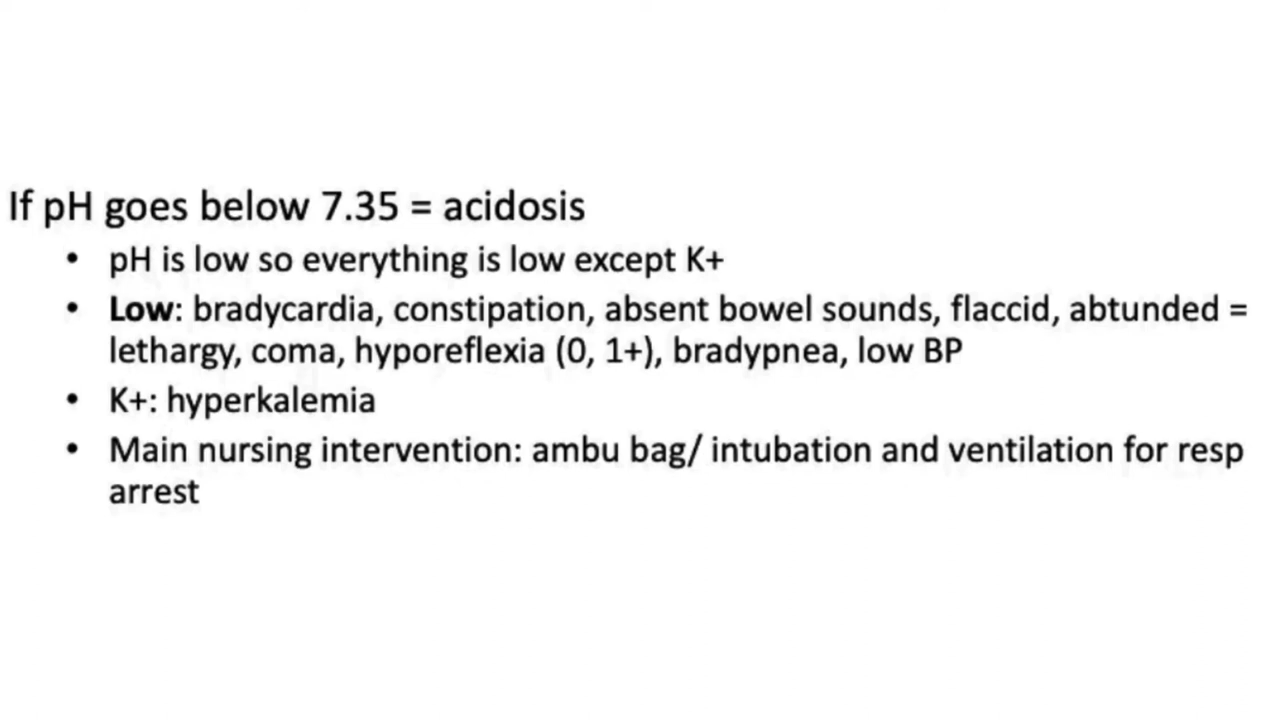 If pH goes below 7.35 = acidosis
• pH is low so everything is low except K+
• Low: bradycardia, constipation, absent bowel sounds, flaccid, abtunded =
lethargy, coma, hyporeflexia (0, 1+), bradypnea, low BP
• K+: hyperkalemia
• Main nursing intervention: ambu bag/ intubation and ventilation for resp
arrest